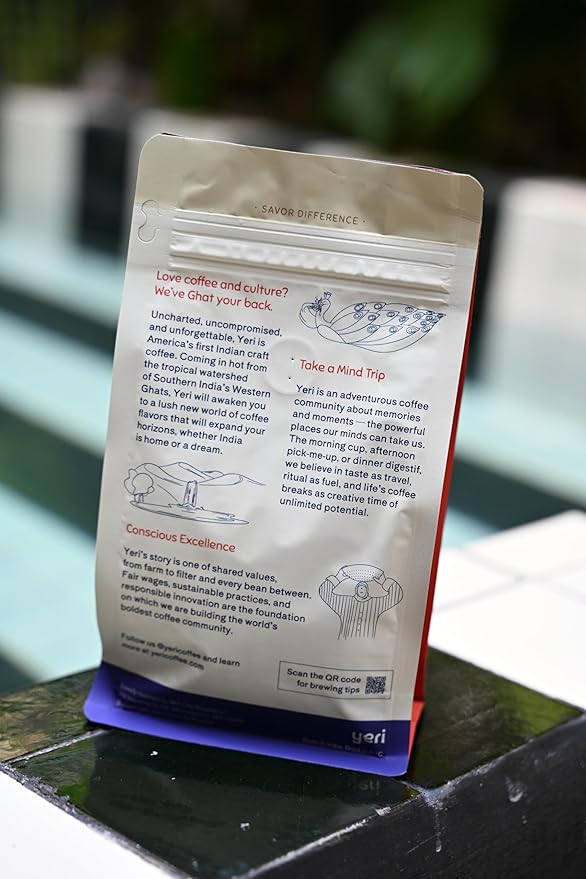 · SAVOR DIFFERENCE ·
Love coffee and culture?
We've Ghat your back.
Uncharted, uncompromised,
and unforgettable, Yeri is
America's first Indian craft
coffee. Coming in hot from
the tropical watershed
of Southern India's Western
Ghats, Yeri will awaken you
to a lush new world of coffee
flavors that will expand your
horizons, whether India
is home or a dream.
Take a Mind Trip
Yeri is an adventurous coffee
community about memories
and moments — the powerful
places our minds can take us.
The morning cup, afternoon
pick-me-up, or dinner digestif,
we believe in taste as travel,
ritual as fuel, and life's coffee
breaks as creative time of
unlimited potential.
Conscious Excellence
Yeri's story is one of shared values,
from farm to filter and every bean between.
Fair wages, sustainable practices, and
responsible innovation are the foundation
on which we are building the world's
boldest coffee community.
Follow us @yericoffee and learn
more at yericoffee.com
Scan the QR code
for brewing tips
yeri